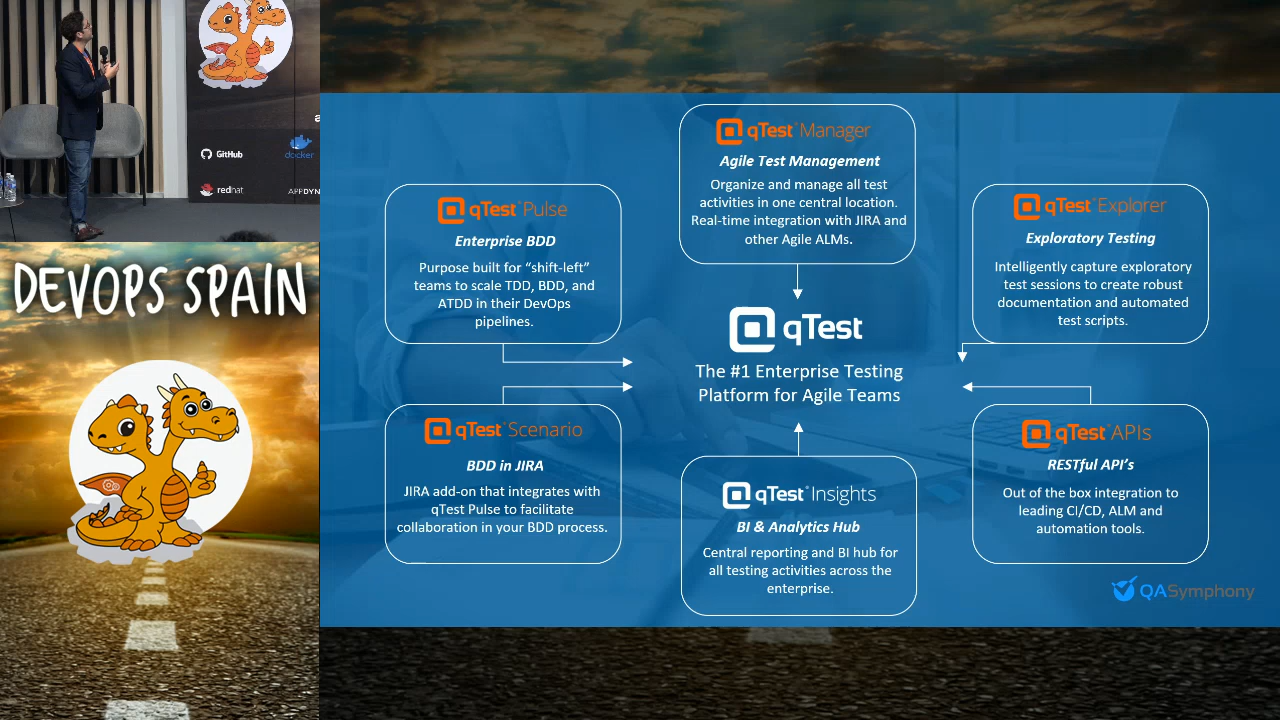 GitHub
docker
redhat
APPDYN
DEVOPS SPAIN
qTest Manager
Agile Test Management
Organize and manage all test
activities in one central location.
Real-time integration with JIRA and
other Agile ALMs.
qTest Pulse
Enterprise BDD
Purpose built for “shift-left”
teams to scale TDD, BDD, and
ATDD in their DevOps
pipelines.
qTest Explorer
Exploratory Testing
Intelligently capture exploratory
test sessions to create robust
documentation and automated
test scripts.
qTest
The #1 Enterprise Testing
Platform for Agile Teams
qTest Scenario
BDD in JIRA
JIRA add-on that integrates with
qTest Pulse to facilitate
collaboration in your BDD process.
qTest Insights
BI & Analytics Hub
Central reporting and BI hub for
all testing activities across the
enterprise.
qTest APIs
RESTful API’s
Out of the box integration to
leading CI/CD, ALM and
automation tools.
QASymphony